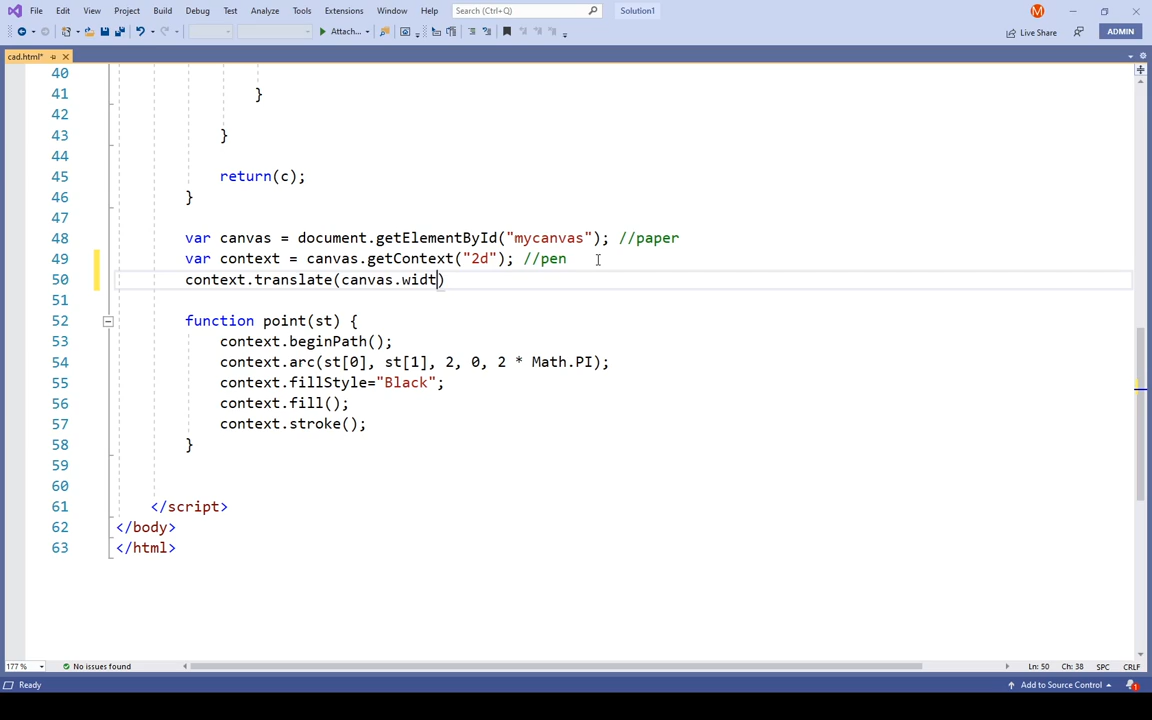 File Edit View Project Build Debug Test Analyze Tools Extensions Window Help Search (Ctrl+Q) Solution1 M
Attach... Live Share ADMIN
cad.html*
40
41 }
42
43 }
44
45 return(c);
46 }
47
48 var canvas = document.getElementById("mycanvas"); //paper
49 var context = canvas.getContext("2d"); //pen
50 context.translate(canvas.widt)
51
52 function point(st) {
53 context.beginPath();
54 context.arc(st[0], st[1], 2, 0, 2 * Math.PI);
55 context.fillStyle="Black";
56 context.fill();
57 context.stroke();
58 }
59
60
61 </script>
62 </body>
63 </html>
177 % No issues found Ln: 50 Ch: 38 SPC CRLF
Ready Add to Source Control 1